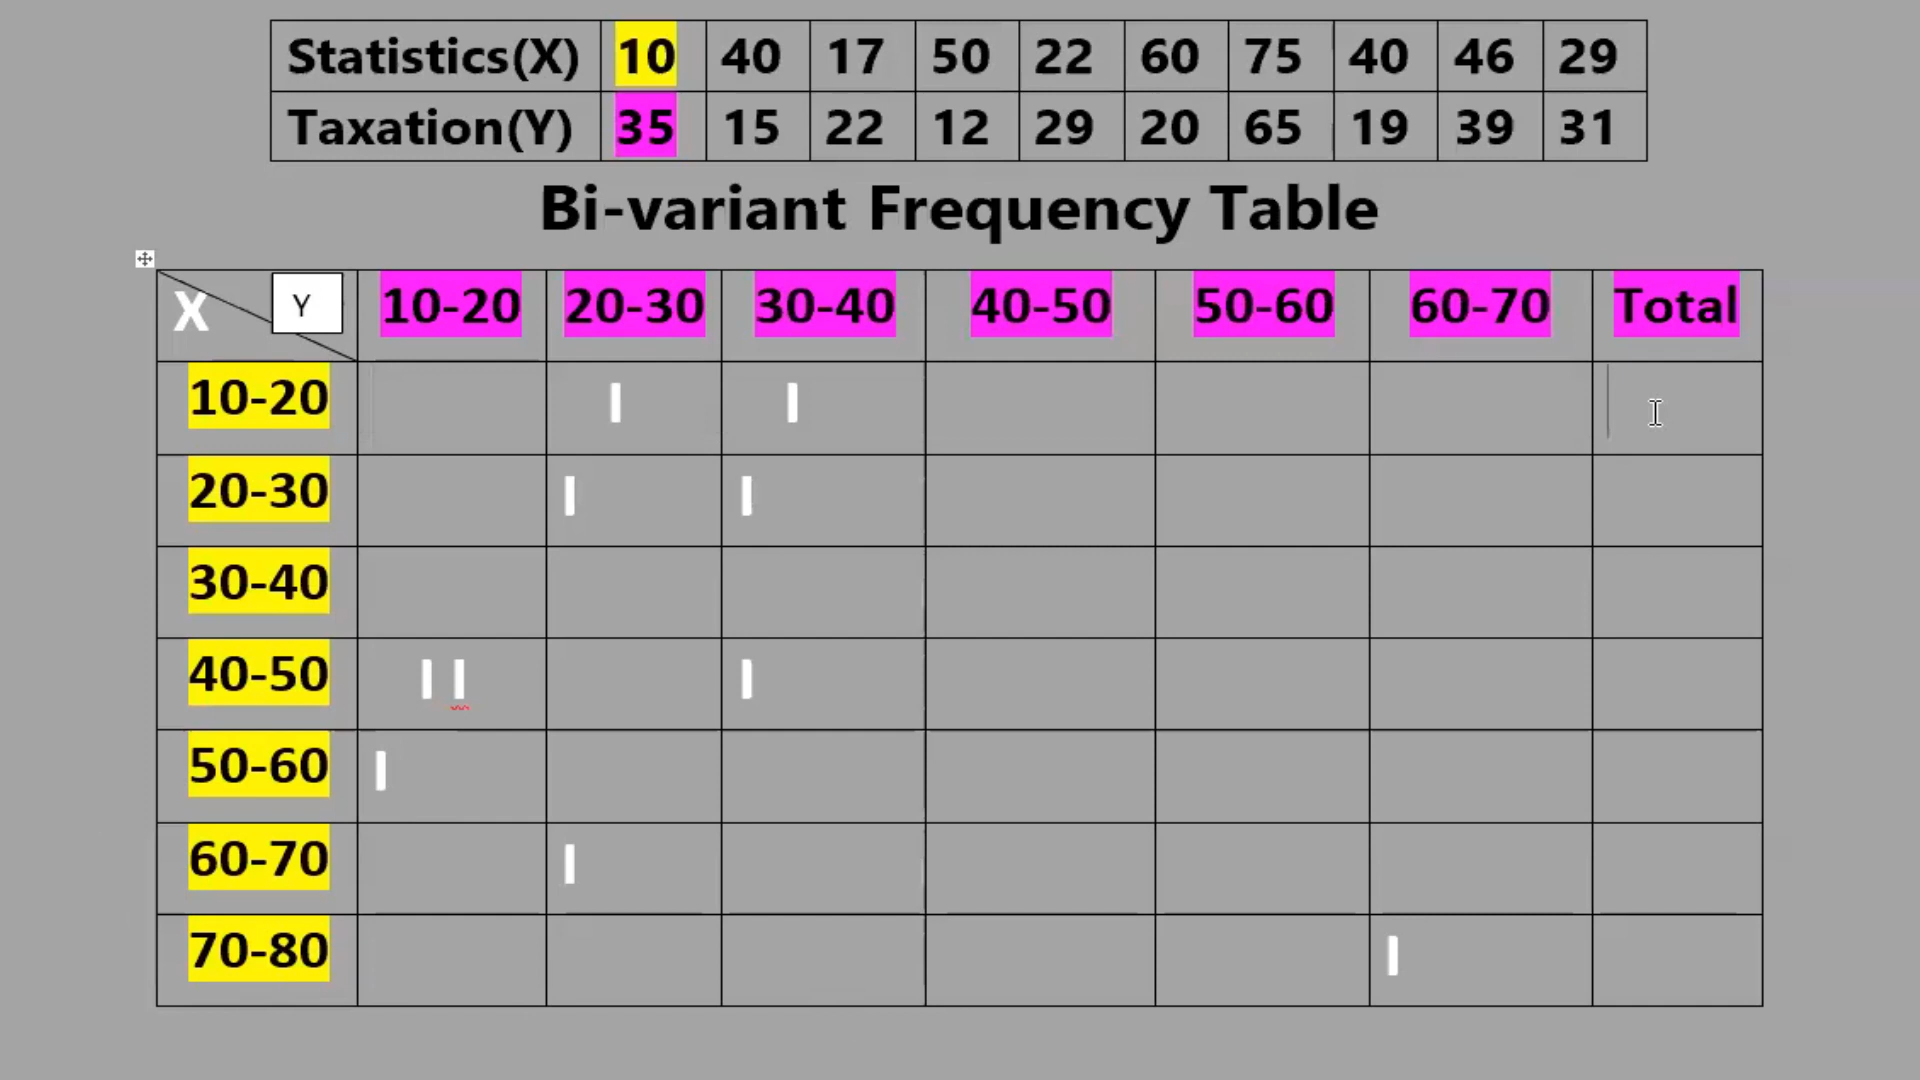 Statistics(X) 10 40 17 50 22 60 75 40 46 29
Taxation(Y) 35 15 22 12 29 20 65 19 39 31
Bi-variant Frequency Table
X Y 10-20 20-30 30-40 40-50 50-60 60-70 Total
10-20 | |
20-30 | |
30-40
40-50 | | |
50-60 |
60-70 |
70-80 |